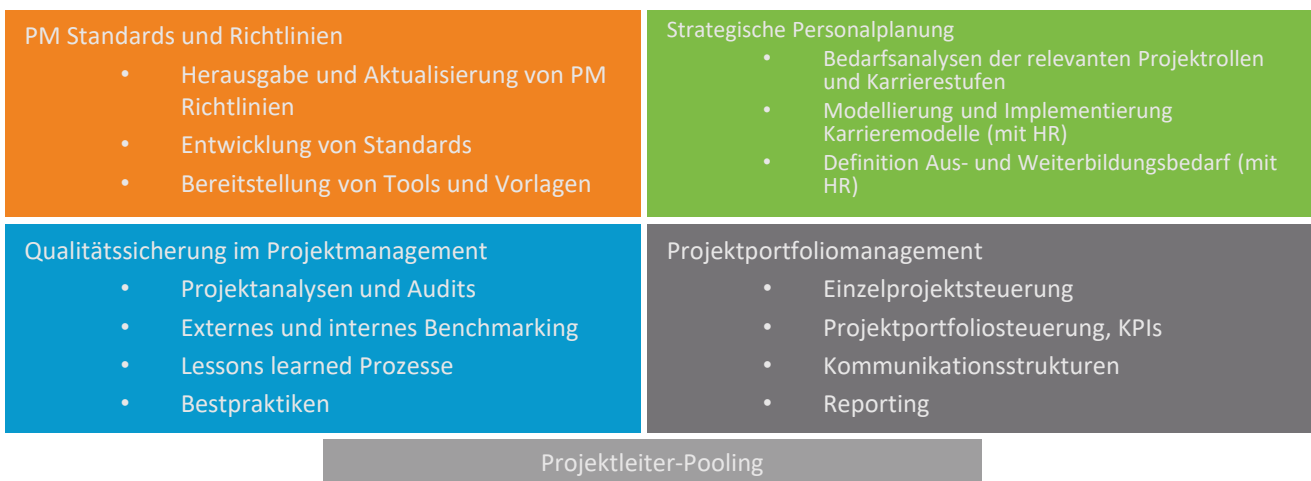 PM Standards und Richtlinien
• Herausgabe und Aktualisierung von PM
Richtlinien
• Entwicklung von Standards
• Bereitstellung von Tools und Vorlagen
Strategische Personalplanung
• Bedarfsanalysen der relevanten Projektrollen
und Karrierestufen
• Modellierung und Implementierung
Karrieremodelle (mit HR)
• Definition Aus- und Weiterbildungsbedarf (mit
HR)
Qualitätssicherung im Projektmanagement
• Projektanalysen und Audits
• Externes und internes Benchmarking
• Lessons learned Prozesse
• Bestpraktiken
Projektportfoliomanagement
• Einzelprojektsteuerung
• Projektportfoliosteuerung, KPIs
• Kommunikationsstrukturen
• Reporting
Projektleiter-Pooling